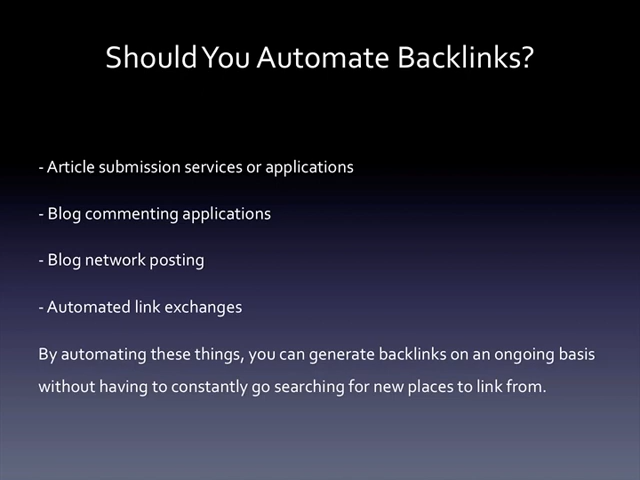 Should You Automate Backlinks?
- Article submission services or applications
- Blog commenting applications
- Blog network posting
- Automated link exchanges
By automating these things, you can generate backlinks on an ongoing basis
without having to constantly go searching for new places to link from.